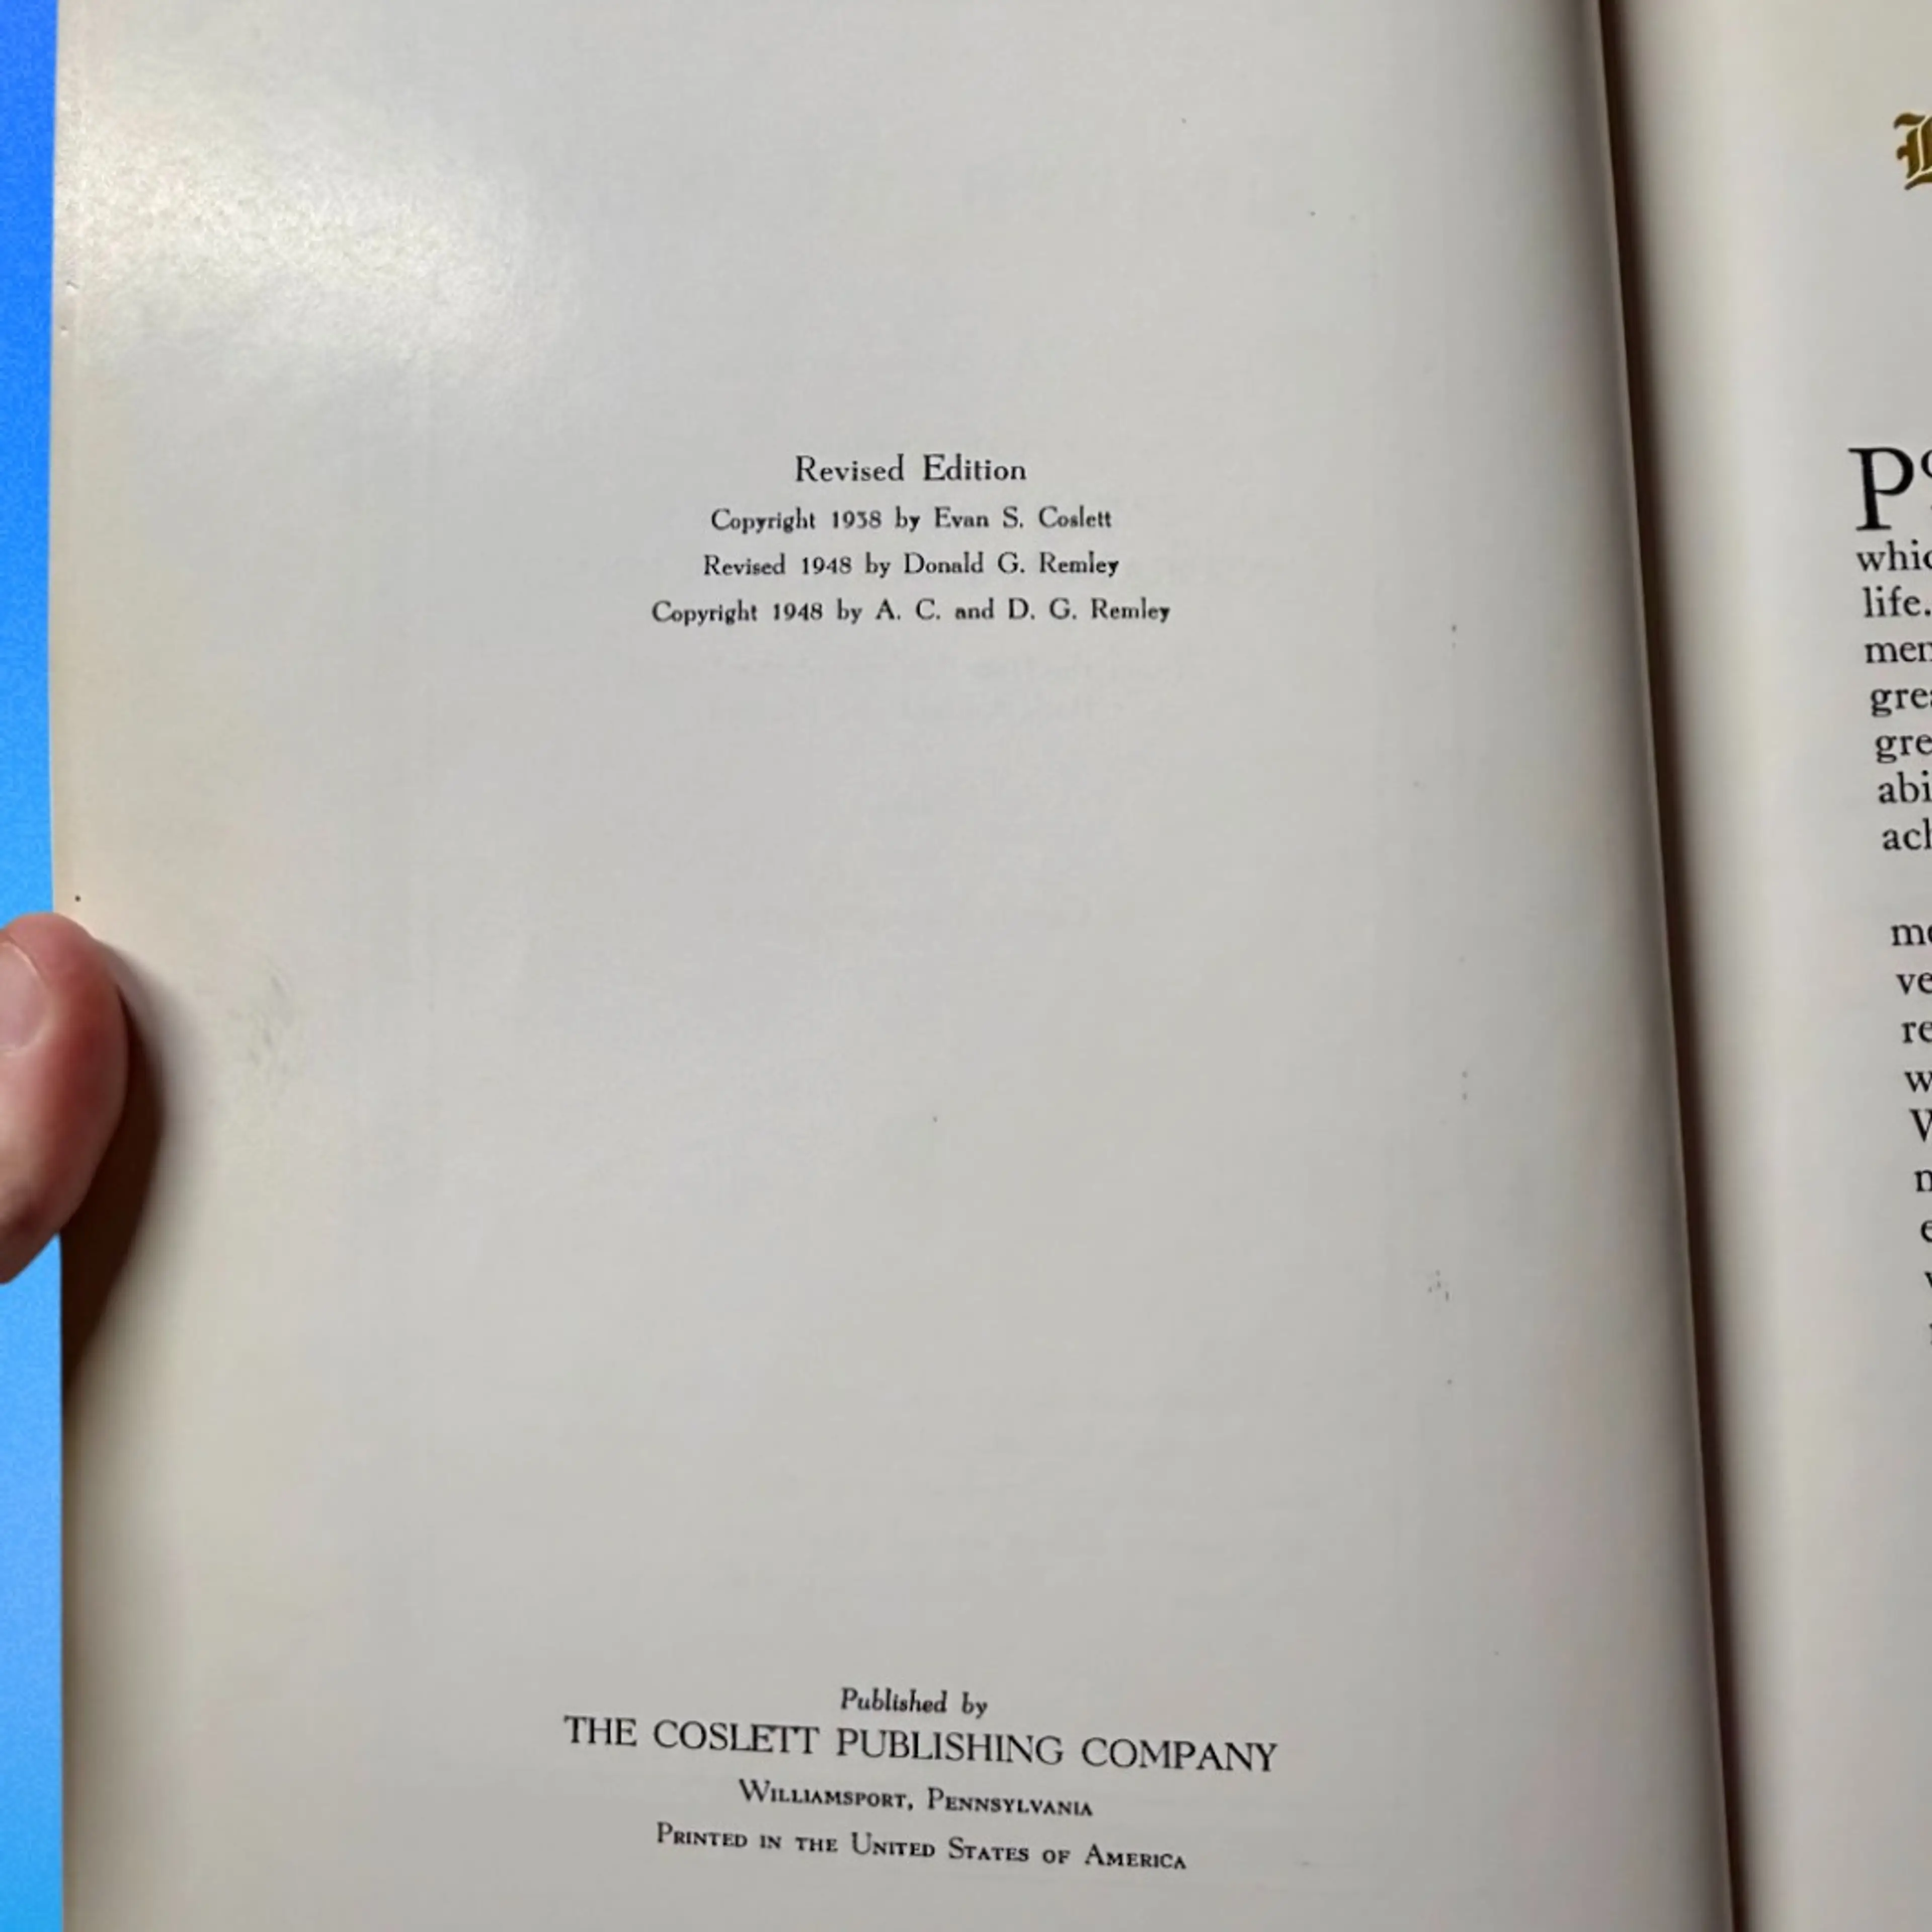 Revised Edition
Copyright 1938 by Evan S. Coslett
Revised 1948 by Donald G. Remley
Copyright 1948 by A. C. and D. G. Remley
Published by
THE COSLETT PUBLISHING COMPANY
WILLIAMSPORT, PENNSYLVANIA
PRINTED IN THE UNITED STATES OF AMERICA
life.